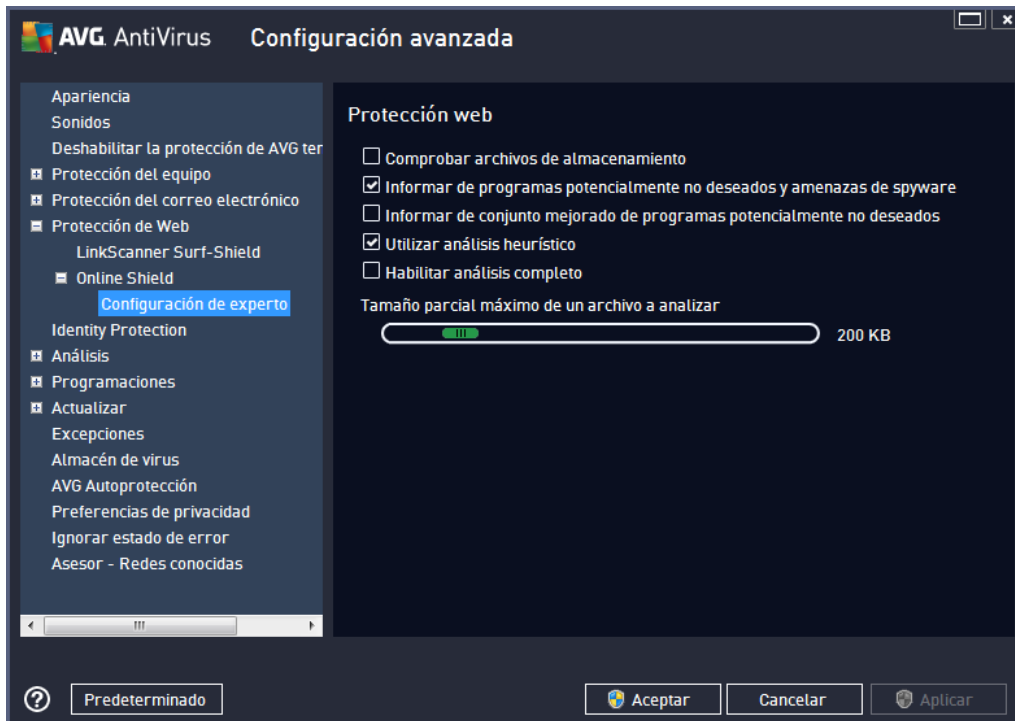 AVG. AntiVirus Configuración avanzada
Apariencia
Sonidos
Deshabilitar la protección de AVG ter
Protección del equipo
Protección del correo electrónico
Protección de Web
LinkScanner Surf-Shield
Online Shield
Configuración de experto
Identity Protection
Análisis
Programaciones
Actualizar
Excepciones
Almacén de virus
AVG Autoprotección
Preferencias de privacidad
Ignorar estado de error
Asesor - Redes conocidas
Protección web
Comprobar archivos de almacenamiento
Informar de programas potencialmente no deseados y amenazas de spyware
Informar de conjunto mejorado de programas potencialmente no deseados
Utilizar análisis heurístico
Habilitar análisis completo
Tamaño parcial máximo de un archivo a analizar
200 KB
Predeterminado
Aceptar
Cancelar
Aplicar